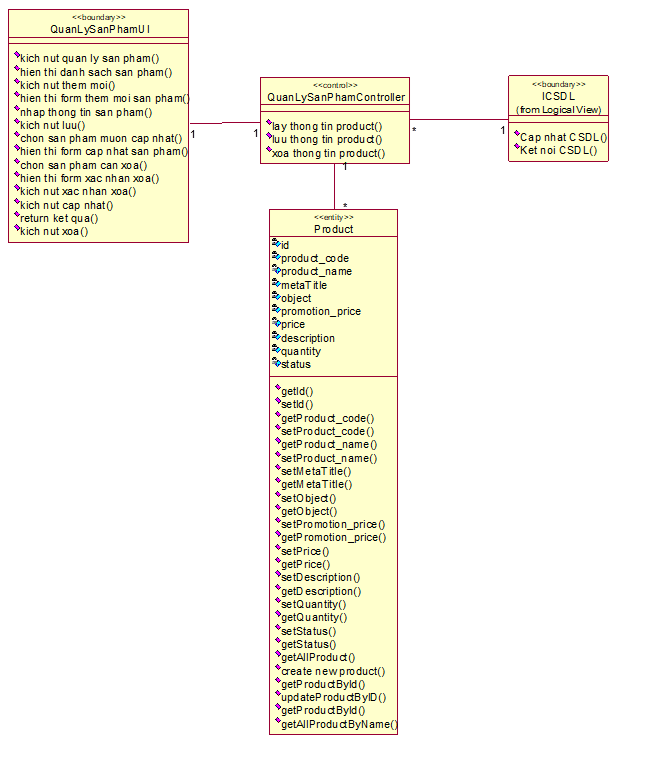 <<boundary>>
QuanLySanPhamUI
kich nut quan ly san pham()
hien thi danh sach san pham()
kich nut them moi()
hien thi form them moi san pham()
nhap thong tin san pham()
kich nut luu()
chon san pham muon cap nhat()
hien thi form cap nhat san pham()
chon san pham can xoa()
hien thi form xac nhan xoa()
kich nut xac nhan xoa()
kich nut cap nhat()
return ket qua()
kich nut xoa()
1
1
<<control>>
QuanLySanPhamController
lay thong tin product()
luu thong tin product()
xoa thong tin product()
*
1
<<boundary>>
ICSDL
(from Logical View)
Cap nhat CSDL()
Ket noi CSDL()
1
*
<<entity>>
Product
id
product_code
product_name
metaTitle
object
promotion_price
price
description
quantity
status
getId()
setId()
getProduct_code()
setProduct_code()
getProduct_name()
setProduct_name()
setMetaTitle()
getMetaTitle()
setObject()
getObject()
setPromotion_price()
getPromotion_price()
setPrice()
getPrice()
setDescription()
getDescription()
setQuantity()
getQuantity()
setStatus()
getStatus()
getAllProduct()
create new product()
getProductById()
updateProductByID()
getProductById()
getAllProductByName()